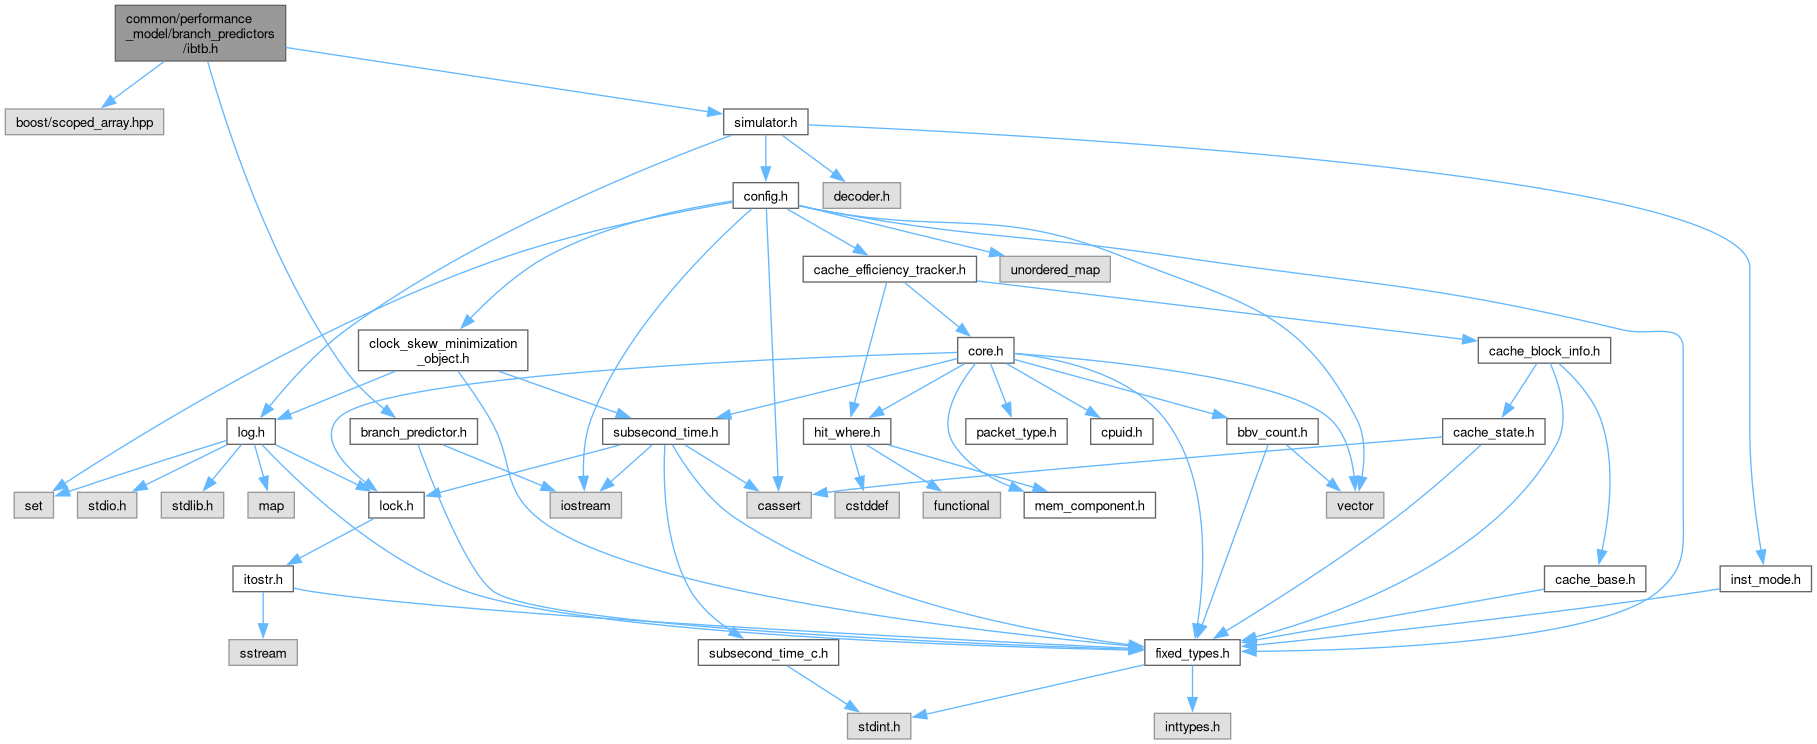 common/performance
_model/branch_predictors
/ibtb.h
boost/scoped_array.hpp
simulator.h
config.h
decoder.h
cache_efficiency_tracker.h
unordered_map
clock_skew_minimization
_object.h
core.h
cache_block_info.h
log.h
branch_predictor.h
subsecond_time.h
hit_where.h
packet_type.h
cpuid.h
bbv_count.h
cache_state.h
set
stdio.h
stdlib.h
map
lock.h
iostream
cassert
cstddef
functional
mem_component.h
vector
itostr.h
cache_base.h
inst_mode.h
sstream
subsecond_time_c.h
fixed_types.h
stdint.h
inttypes.h